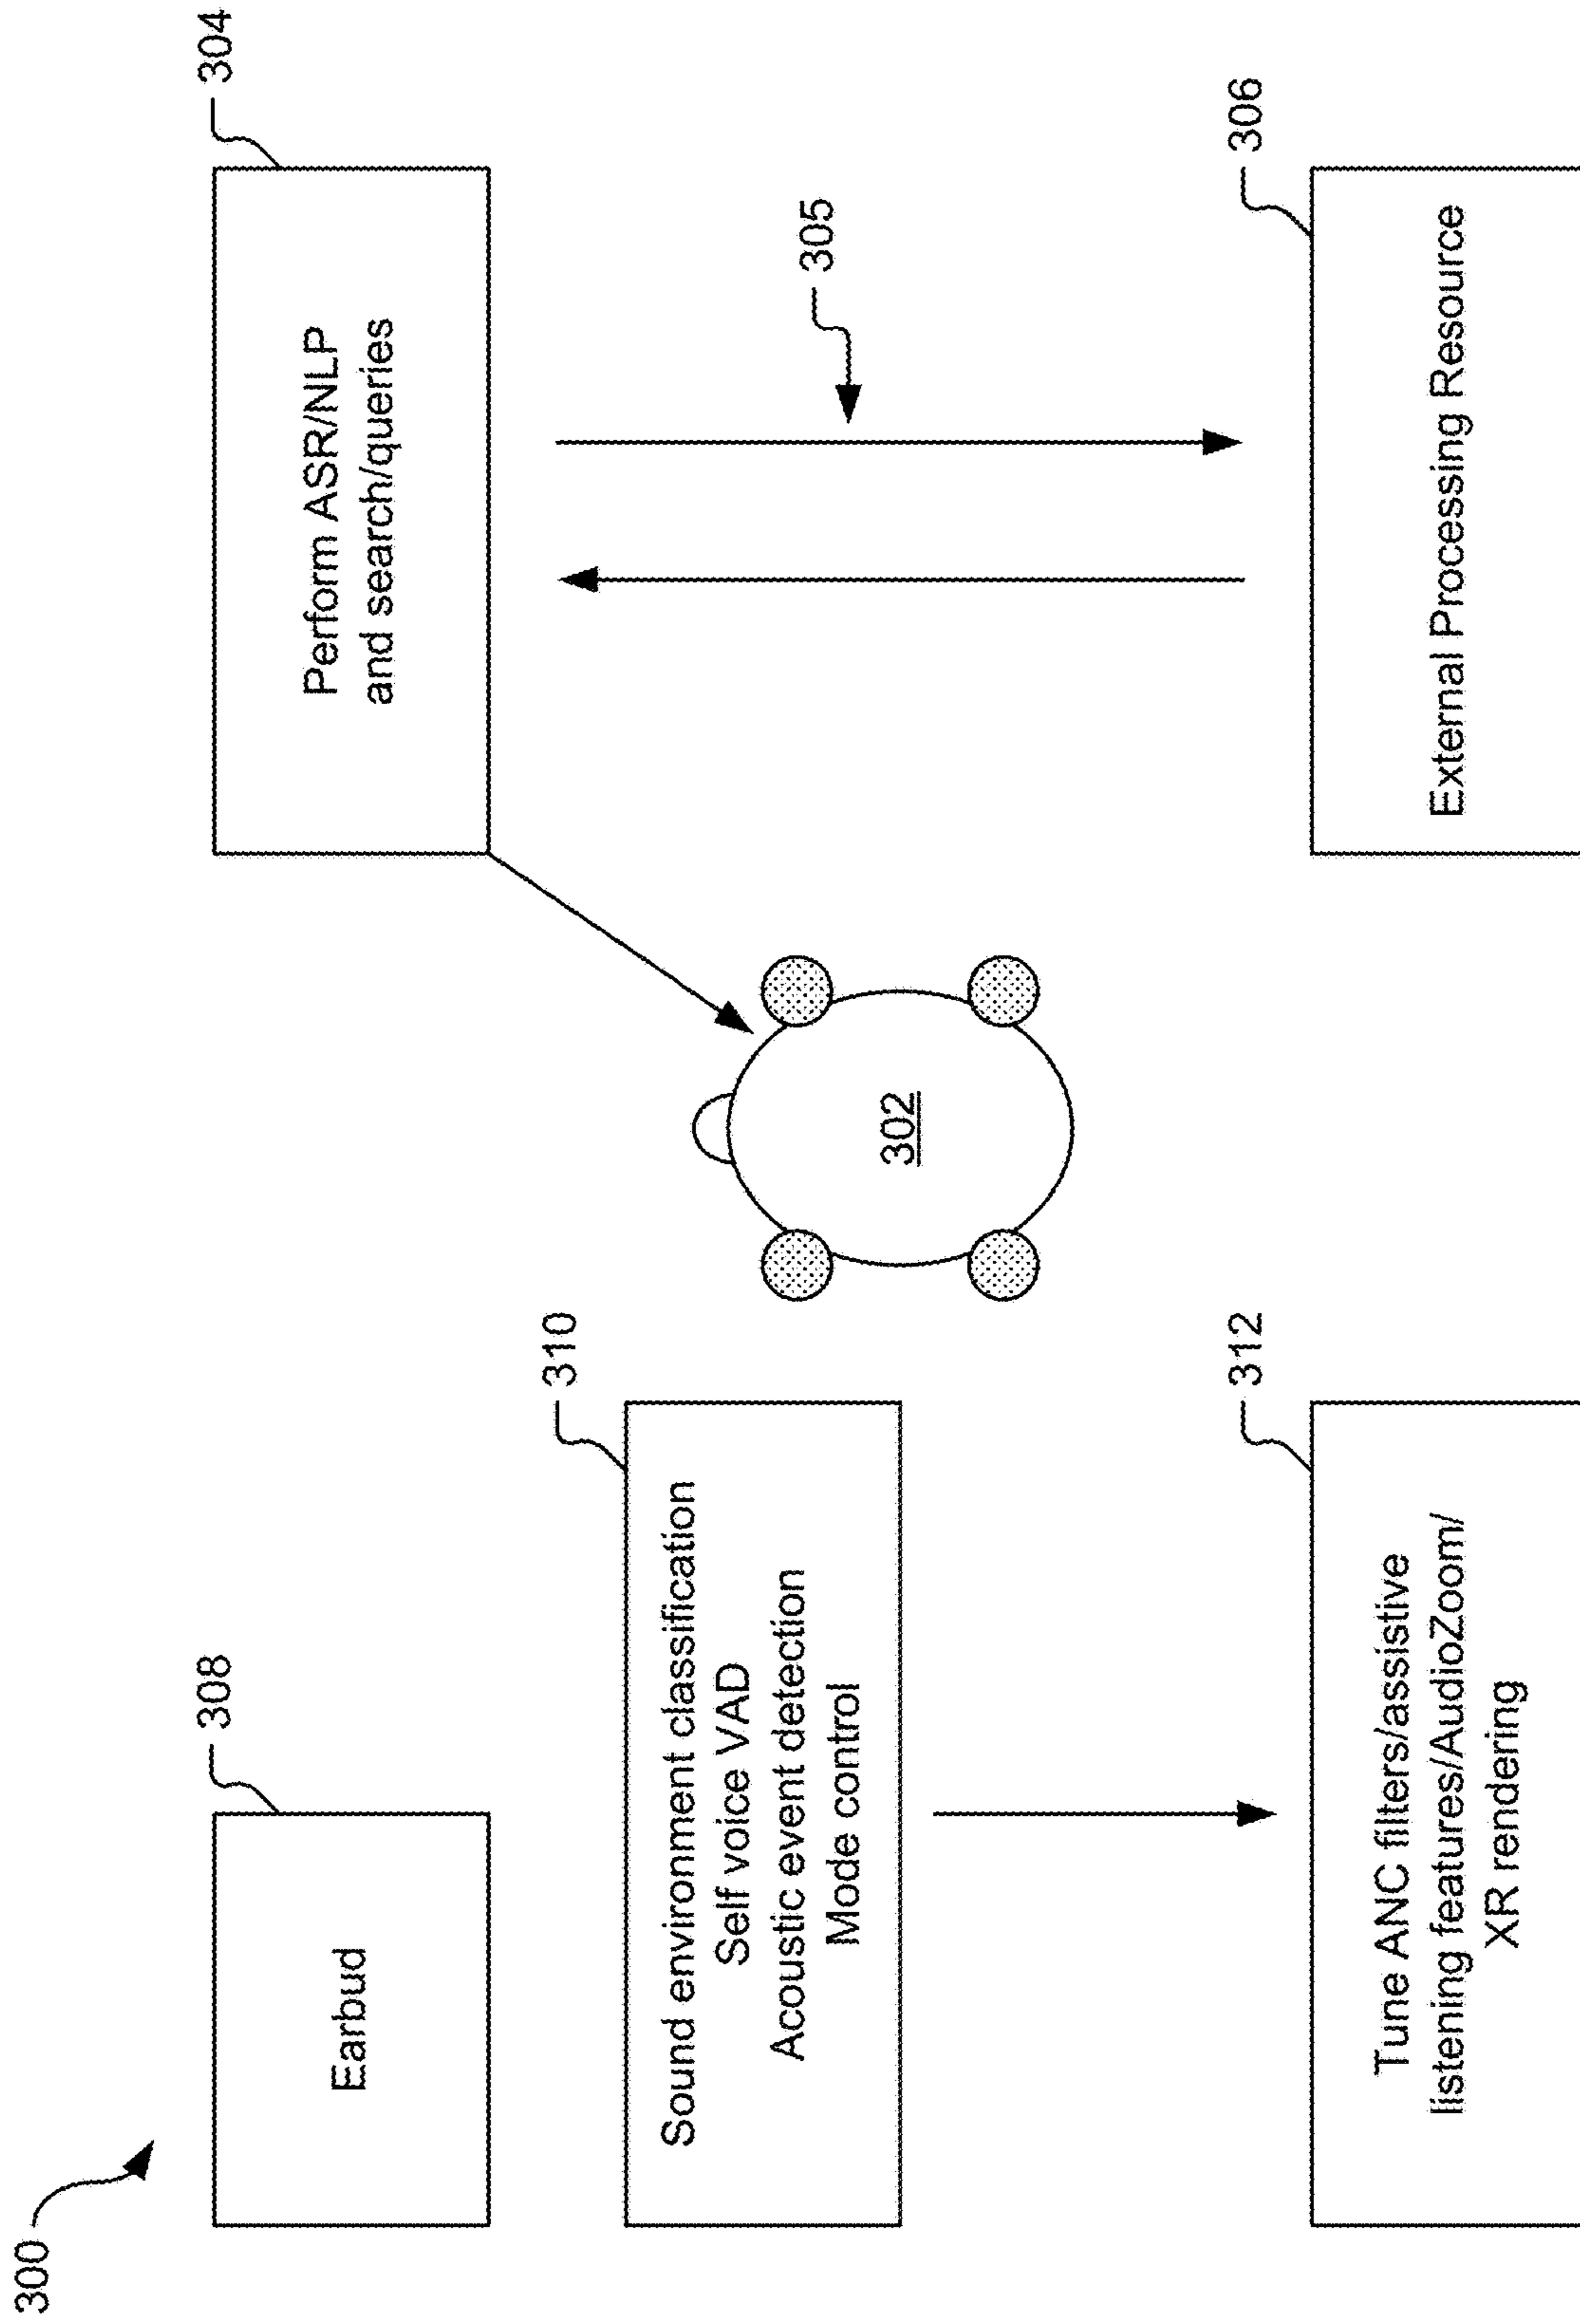 300
308
Earbud
310
Sound environment classification
Self voice VAD
Acoustic event detection
Mode control
312
Tune ANC filters/assistive
listening features/AudioZoom/
XR rendering
302
304
Perform ASR/NLP
and search/queries
305
306
External Processing Resource